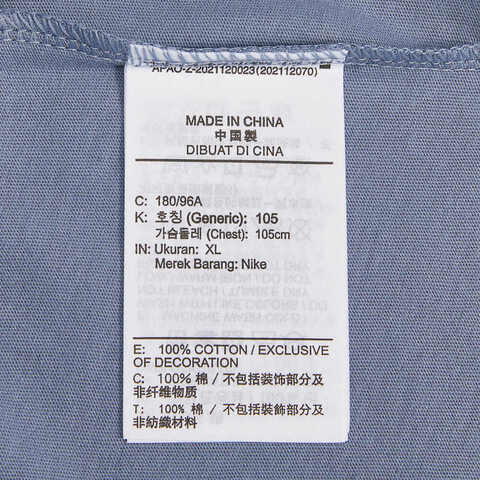 APAO-Z-2021120023(202112070)
MADE IN CHINA
中国製
DIBUAT DI CINA
C: 180/96A
K: 호칭 (Generic): 105
가슴둘레 (Chest): 105cm
IN: Ukuran: XL
Merek Barang: Nike
E: 100% COTTON / EXCLUSIVE
OF DECORATION
C: 100% 棉 / 不包括装饰部分及
非纤维物质
T: 100% 棉 / 不包括裝飾部分及
非紡織材料